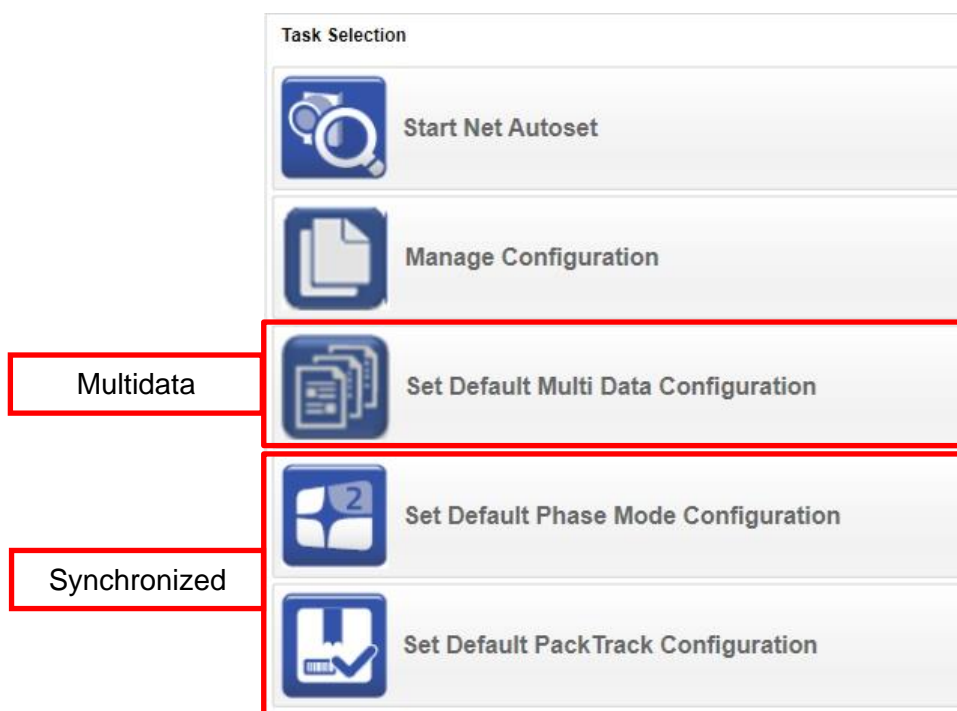 Task Selection
Start Net Autoset
Manage Configuration
Multidata
Set Default Multi Data Configuration
2
Set Default Phase Mode Configuration
Synchronized
Set Default PackTrack Configuration